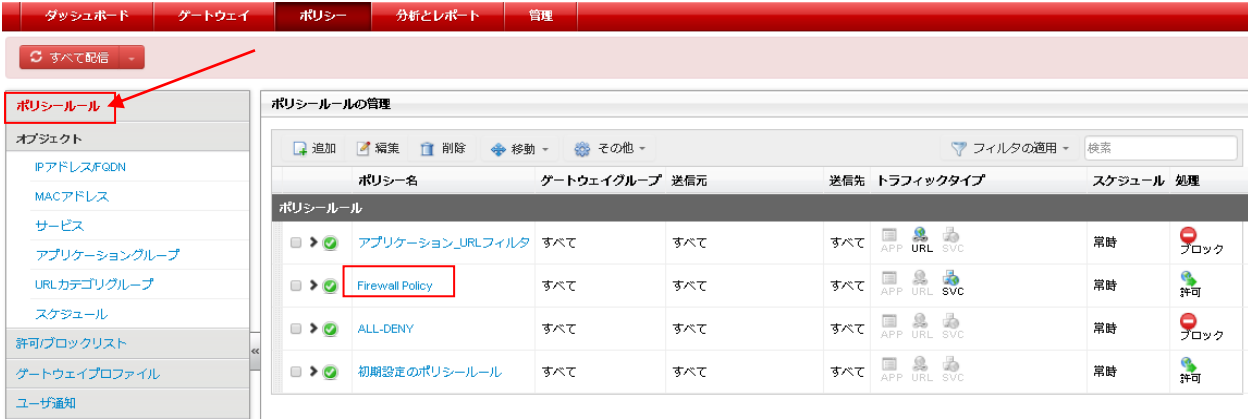 ダッシュボード ゲートウェイ ポリシー 分析とレポート 管理
すべて配信
ポリシールール
オブジェクト
IPアドレス/FQDN
MACアドレス
サービス
アプリケーショングループ
URLカテゴリグループ
スケジュール
許可/ブロックリスト
ゲートウェイプロファイル
ユーザ通知
«
ポリシールールの管理
追加 編集 削除 移動 その他 フィルタの適用 検索
ポリシー名 ゲートウェイグループ 送信元 送信先 トラフィックタイプ スケジュール 処理
ポリシールール
アプリケーション_URLフィルタ すべて すべて すべて APP URL SVC 常時 ブロック
Firewall Policy すべて すべて すべて APP URL SVC 常時 許可
ALL-DENY すべて すべて すべて APP URL SVC 常時 ブロック
初期設定のポリシールール すべて すべて すべて APP URL SVC 常時 許可